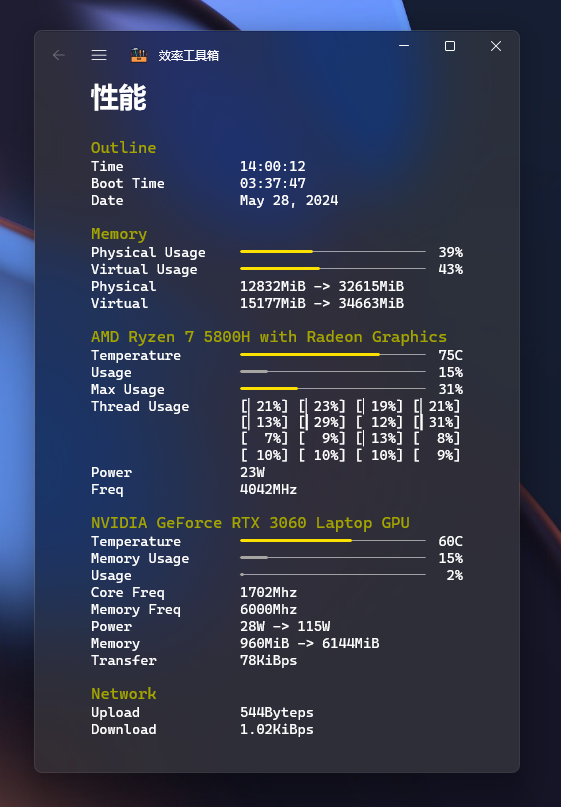 效率工具箱
性能
Outline
Time 14:00:12
Boot Time 03:37:47
Date May 28, 2024
Memory
Physical Usage 39%
Virtual Usage 43%
Physical 12832MiB -> 32615MiB
Virtual 15177MiB -> 34663MiB
AMD Ryzen 7 5800H with Radeon Graphics
Temperature 75C
Usage 15%
Max Usage 31%
Thread Usage [ 21%] [ 23%] [ 19%] [ 21%]
[ 13%] [ 29%] [ 12%] [ 31%]
[ 7%] [ 9%] [ 13%] [ 8%]
[ 10%] [ 10%] [ 10%] [ 9%]
Power 23W
Freq 4042MHz
NVIDIA GeForce RTX 3060 Laptop GPU
Temperature 60C
Memory Usage 15%
Usage 2%
Core Freq 1702Mhz
Memory Freq 6000Mhz
Power 28W -> 115W
Memory 960MiB -> 6144MiB
Transfer 78KiBps
Network
Upload 544Byteps
Download 1.02KiBps